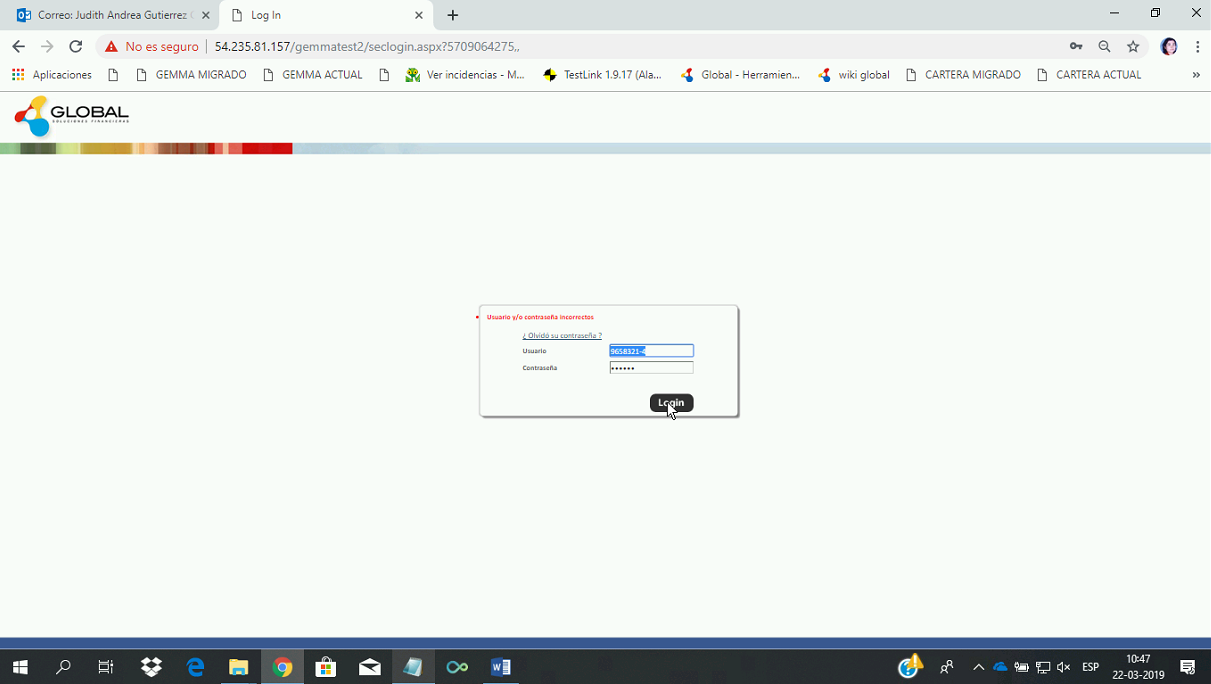 Correo: Judith Andrea Gutierrez
Log In
No es seguro
54.235.81.157/gemmatest2/seclogin.aspx?5709064275,,
Aplicaciones
GEMMA MIGRADO
GEMMA ACTUAL
Ver incidencias - M...
TestLink 1.9.17 (Ala...
Global - Herramien...
wiki global
CARTERA MIGRADO
CARTERA ACTUAL
»
GLOBAL
SOLUCIONES FINANCIERAS
Usuario y/o contraseña incorrectos
¿ Olvidó su contraseña ?
Usuario
9658321-4
Contraseña
••••••
Login
ESP
10:47
22-03-2019